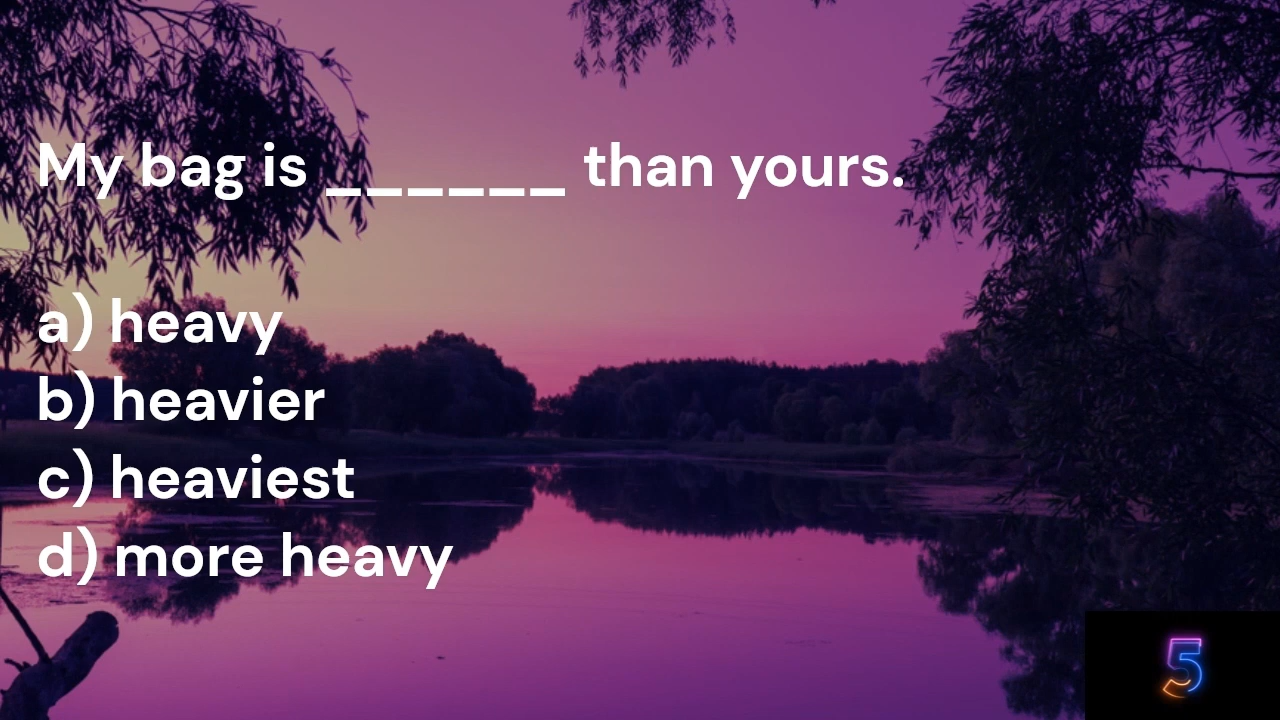 My bag is ______ than yours.
a) heavy
b) heavier
c) heaviest
d) more heavy
5